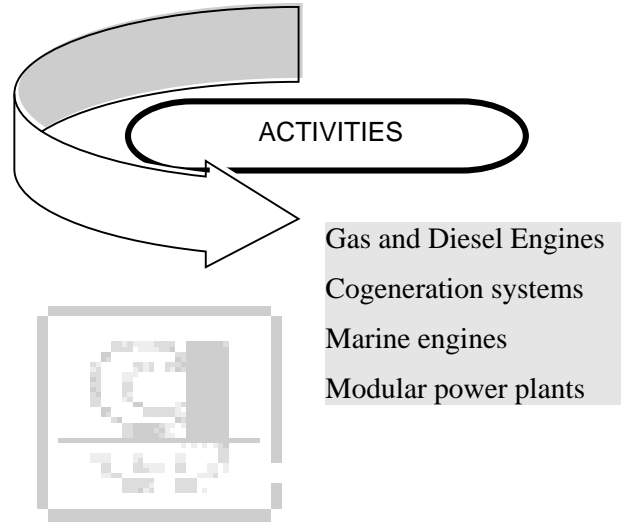 ACTIVITIES
Gas and Diesel Engines
Cogeneration systems
Marine engines
Modular power plants